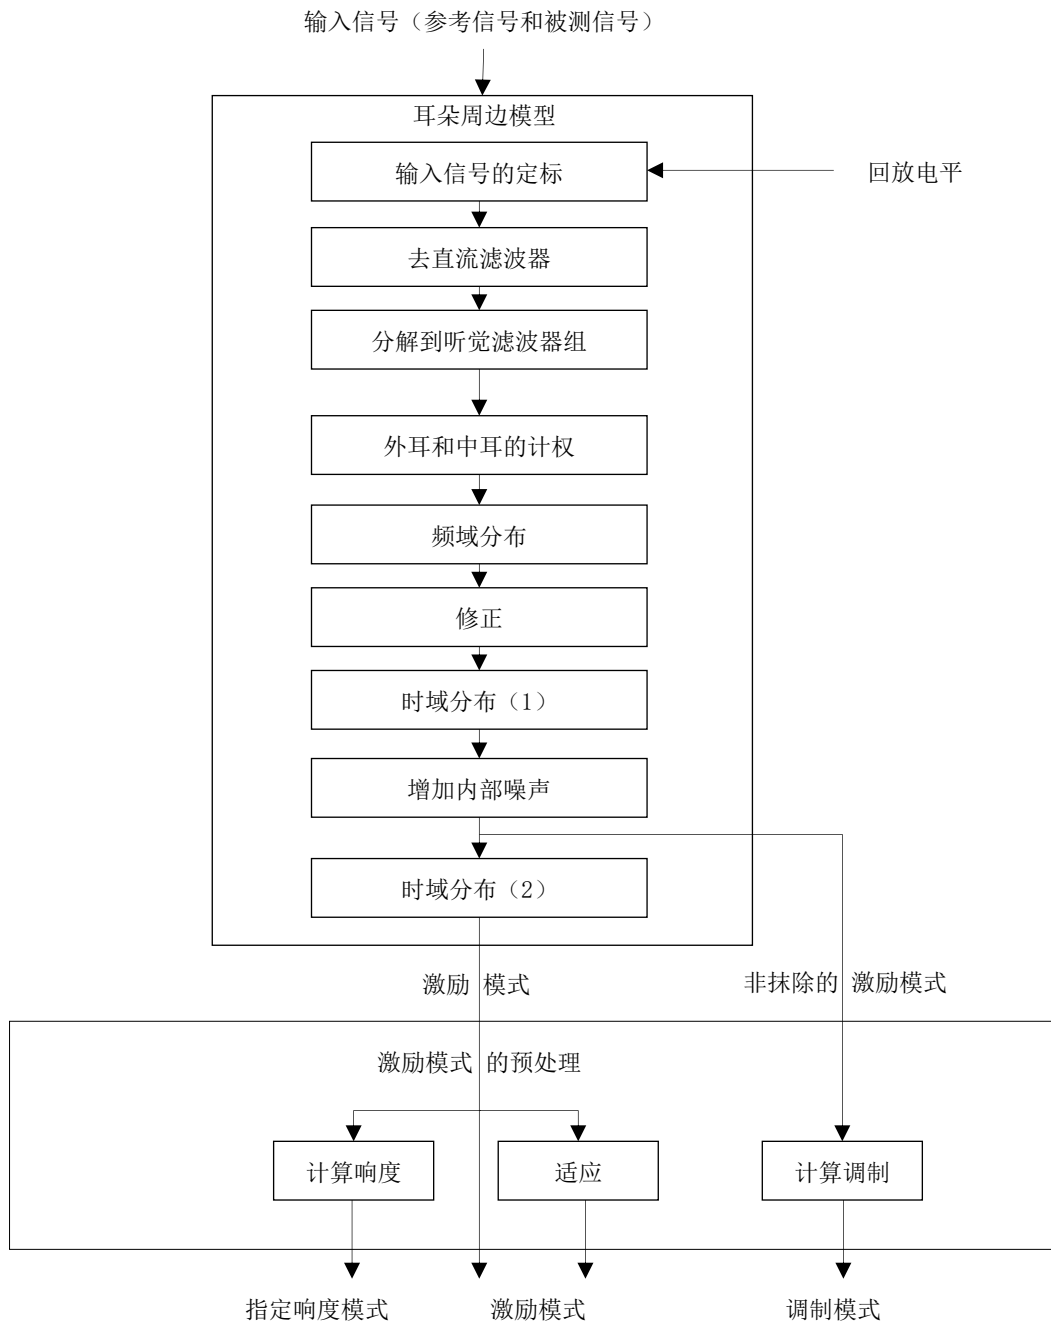 输入信号（参考信号和被测信号）
耳朵周边模型
输入信号的定标
回放电平
去直流滤波器
分解到听觉滤波器组
外耳和中耳的计权
频域分布
修正
时域分布（1）
增加内部噪声
时域分布（2）
激励 模式
非抹除的 激励模式
激励模式 的预处理
计算响度
适应
计算调制
指定响度模式
激励模式
调制模式